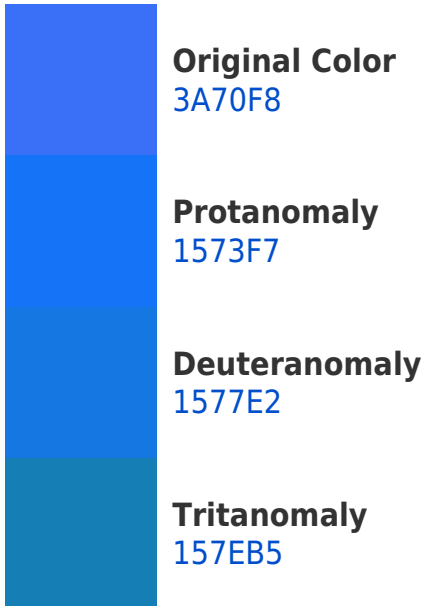 Original Color
3A70F8
Protanomaly
1573F7
Deuteranomaly
1577E2
Tritanomaly
157EB5